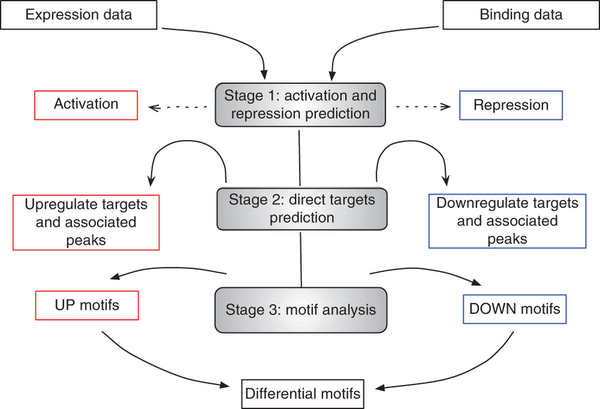 Expression data
Binding data
Stage 1: activation and
repression prediction
Activation
Repression
Stage 2: direct targets
prediction
Upregulate targets
and associated
peaks
Downregulate targets
and associated
peaks
Stage 3: motif analysis
UP motifs
DOWN motifs
Differential motifs